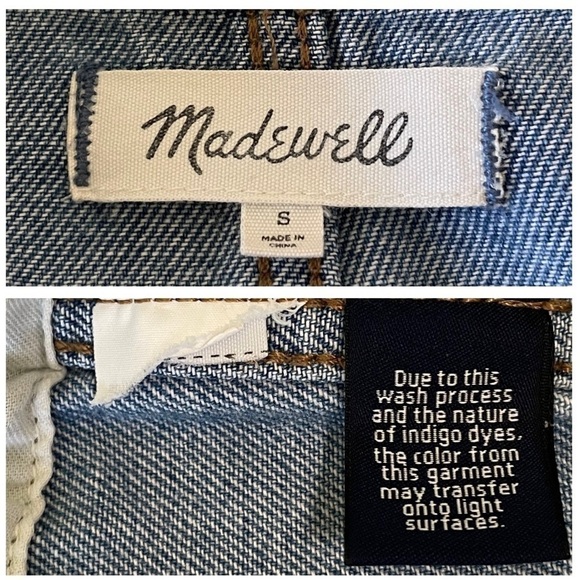 Madewell
S
MADE IN
CHINA
Due to this
wash process
and the nature
of indigo dyes,
the color from
this garment
may transfer
onto light
surfaces.